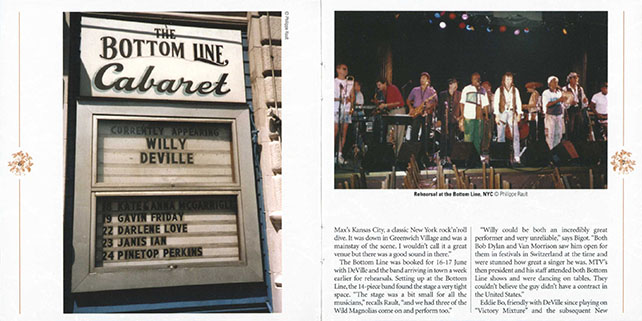 © Philippe Rault
THE
BOTTOM LINE
Cabaret
CURRENTLY APPEARING
WILLY
DEVILLE
18 KATE & ANNA MCGARRIGLE
19 GAVIN FRIDAY
22 DARLENE LOVE
23 JANIS IAN
24 PINETOP PERKINS
Rehearsal at the Bottom Line, NYC © Philippe Rault
Max's Kansas City, a classic New York rock'n'roll
dive. It was down in Greenwich Village and was a
mainstay of the scene. I wouldn't call it a great
venue but there was a good sound in there."
The Bottom Line was booked for 16-17 June
with DeVille and the band arriving in town a week
earlier for rehearsals. Setting up at the Bottom
Line, the 14-piece band found the stage a very tight
space. "The stage was a bit small for all the
musicians," recalls Rault, "and we had three of the
Wild Magnolias come on and perform too."
"Willy could be both an incredibly great
performer and very unreliable," says Bigot. "Both
Bob Dylan and Van Morrison saw him open for
them in festivals in Switzerland at the time and
were stunned how great a singer he was. MTV's
then president and his staff attended both Bottom
Line shows and were dancing on tables. They
couldn't believe the guy didn't have a contract in
the United States."
Eddie Bo, friendly with DeVille since playing on
"Victory Mixture" and the subsequent New